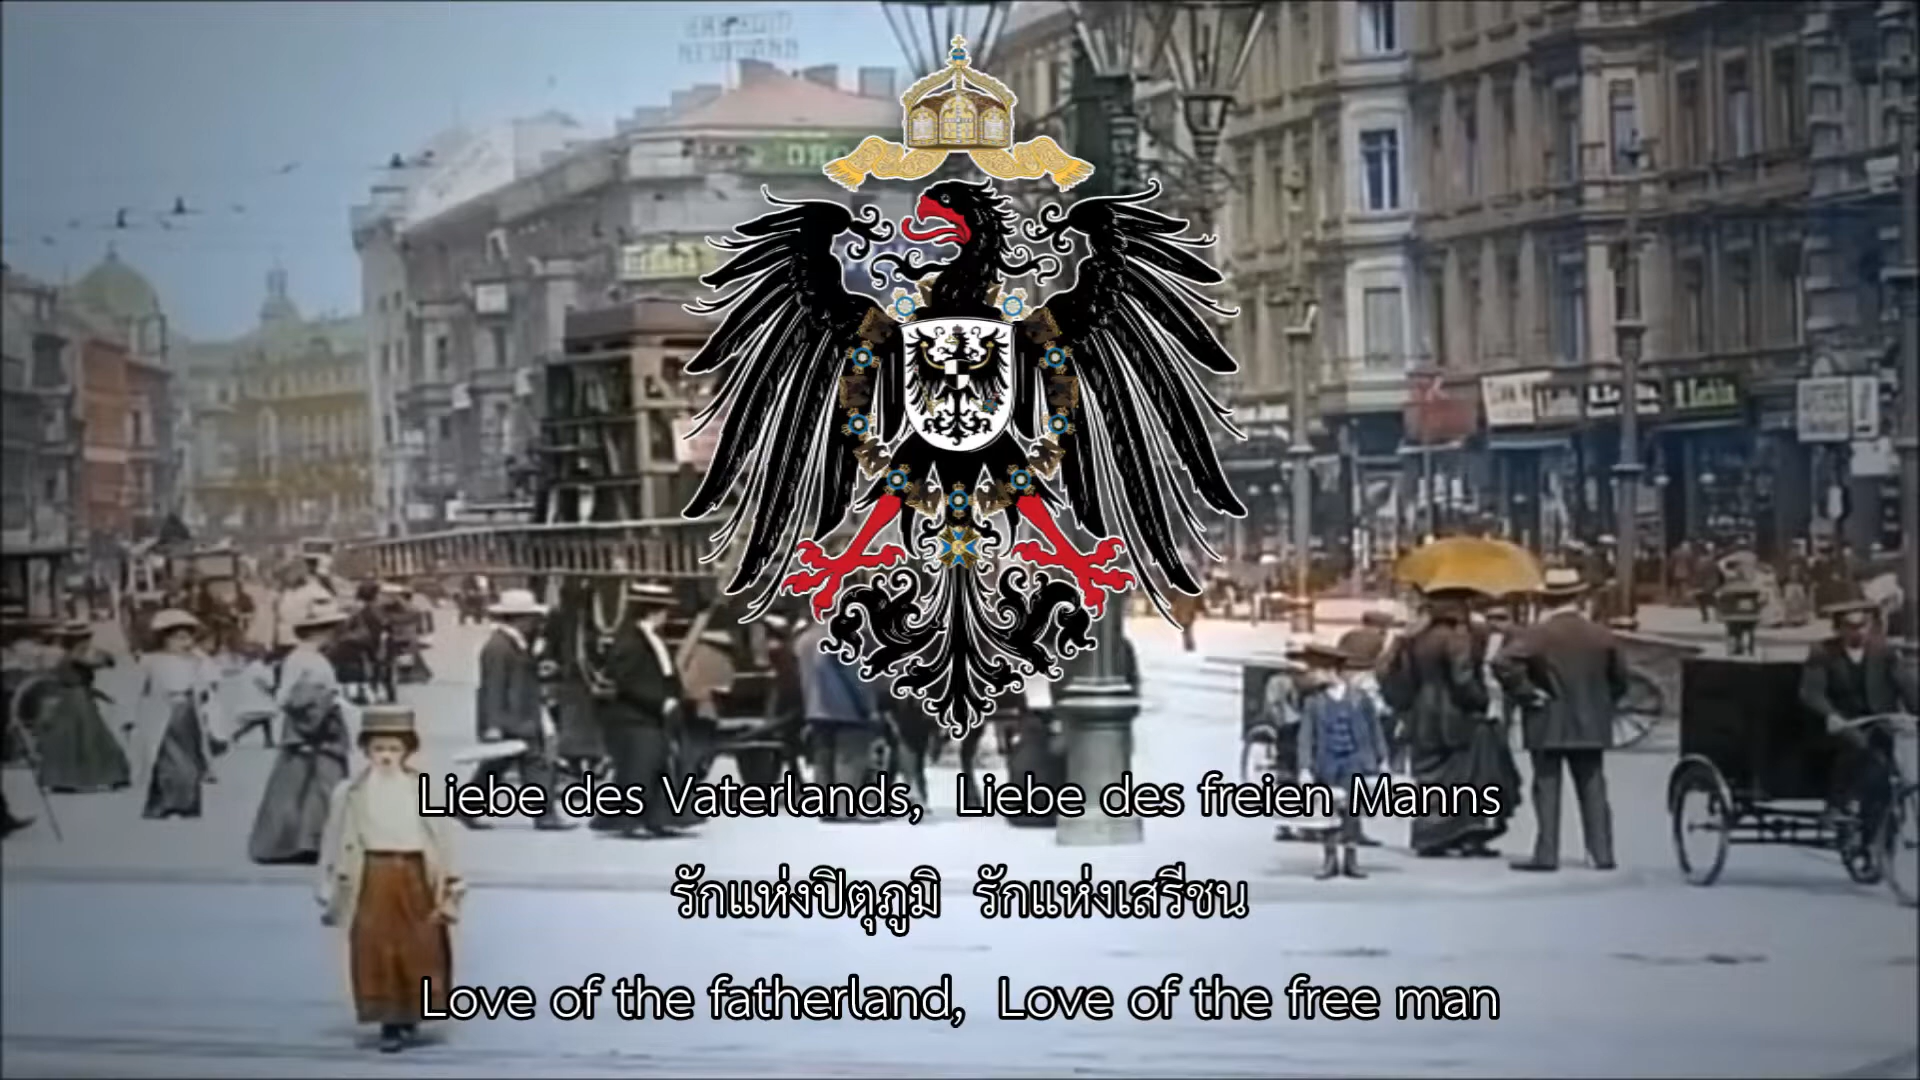 Liebe des Vaterlands, Liebe des freien Manns
รักแห่งปิตุภูมิ รักแห่งเสรีชน
Love of the fatherland, Love of the free man